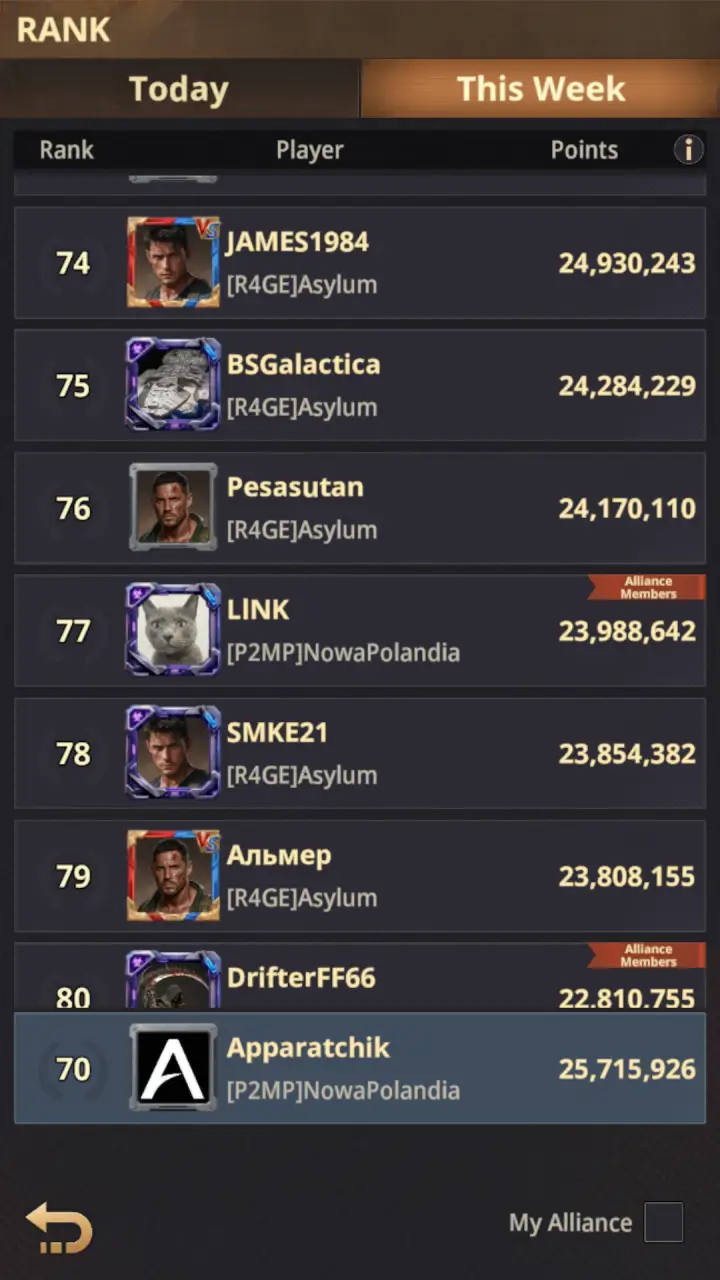 RANK
Today
This Week
Rank Player Points
74 JAMES1984 24,930,243
[R4GE]Asylum
75 BSGalactica 24,284,229
[R4GE]Asylum
76 Pesasutan 24,170,110
[R4GE]Asylum
Alliance
Members
77 LINK 23,988,642
[P2MP]NowaPolandia
78 SMKE21 23,854,382
[R4GE]Asylum
79 Альмер 23,808,155
[R4GE]Asylum
Alliance
Members
80 DrifterFF66 22,810,755
70 Apparatchik 25,715,926
[P2MP]NowaPolandia
My Alliance